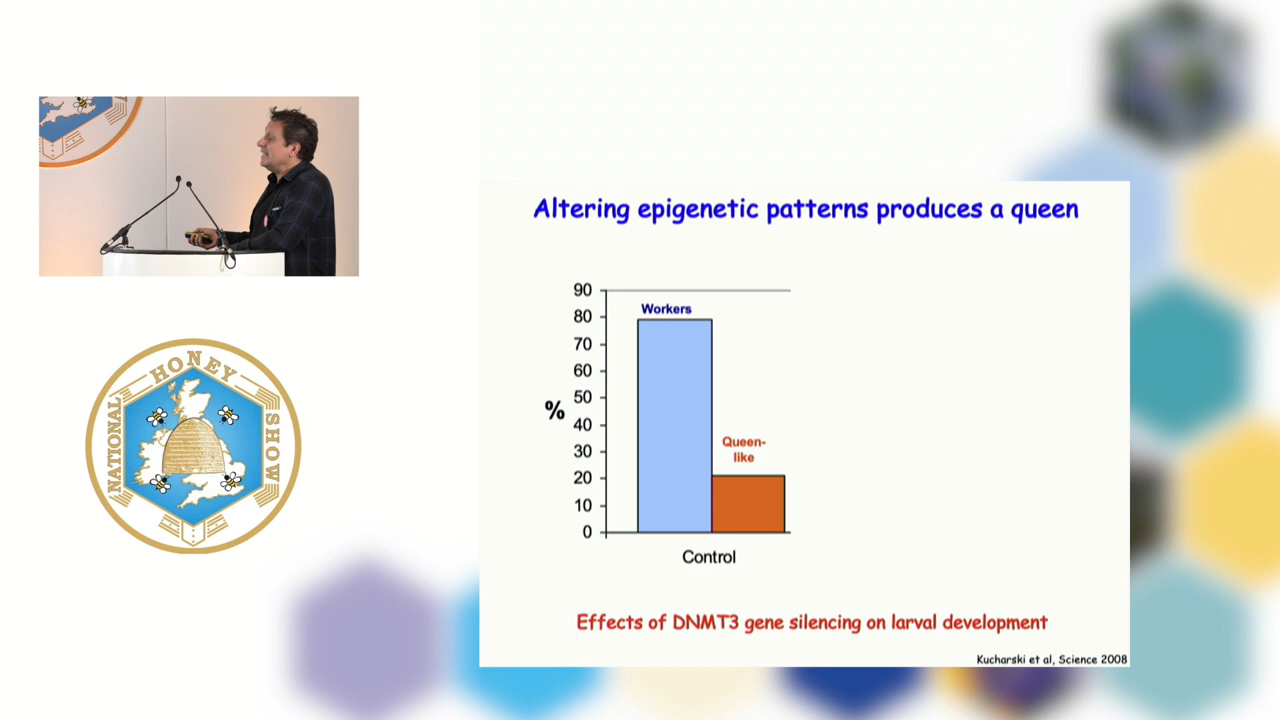 NATIONAL HONEY SHOW
Altering epigenetic patterns produces a queen
90
80
70
60
50
40
30
20
10
0
%
Workers
Queen-
like
Control
Effects of DNMT3 gene silencing on larval development
Kucharski et al, Science 2008